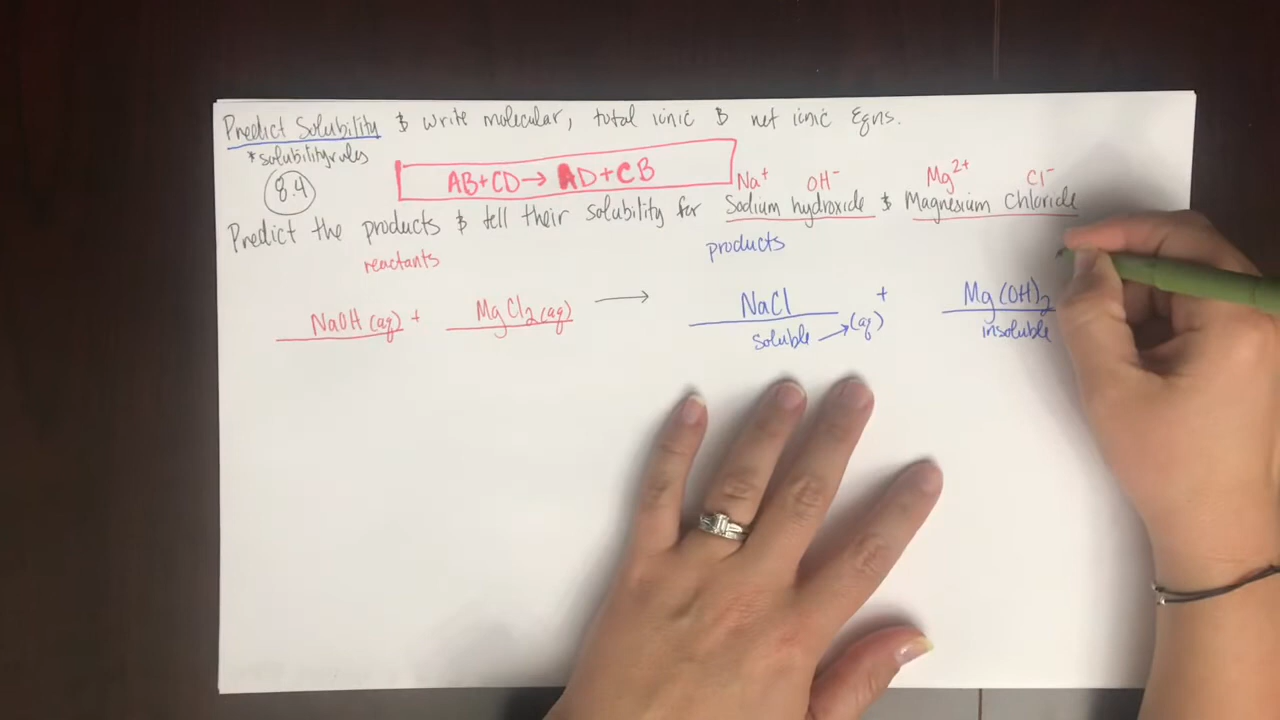 Predict Solubility & write molecular, total ionic & net ionic Eqns.
*solubility rules
8.4
AB+CD→ AD+CB
Na⁺ OH⁻ Mg²⁺ Cl⁻
Predict the products & tell their solubility for Sodium hydroxide & Magnesium Chloride
reactants products
NaOH (aq) + MgCl₂(aq) → NaCl + Mg(OH)₂
soluble → (aq) insoluble